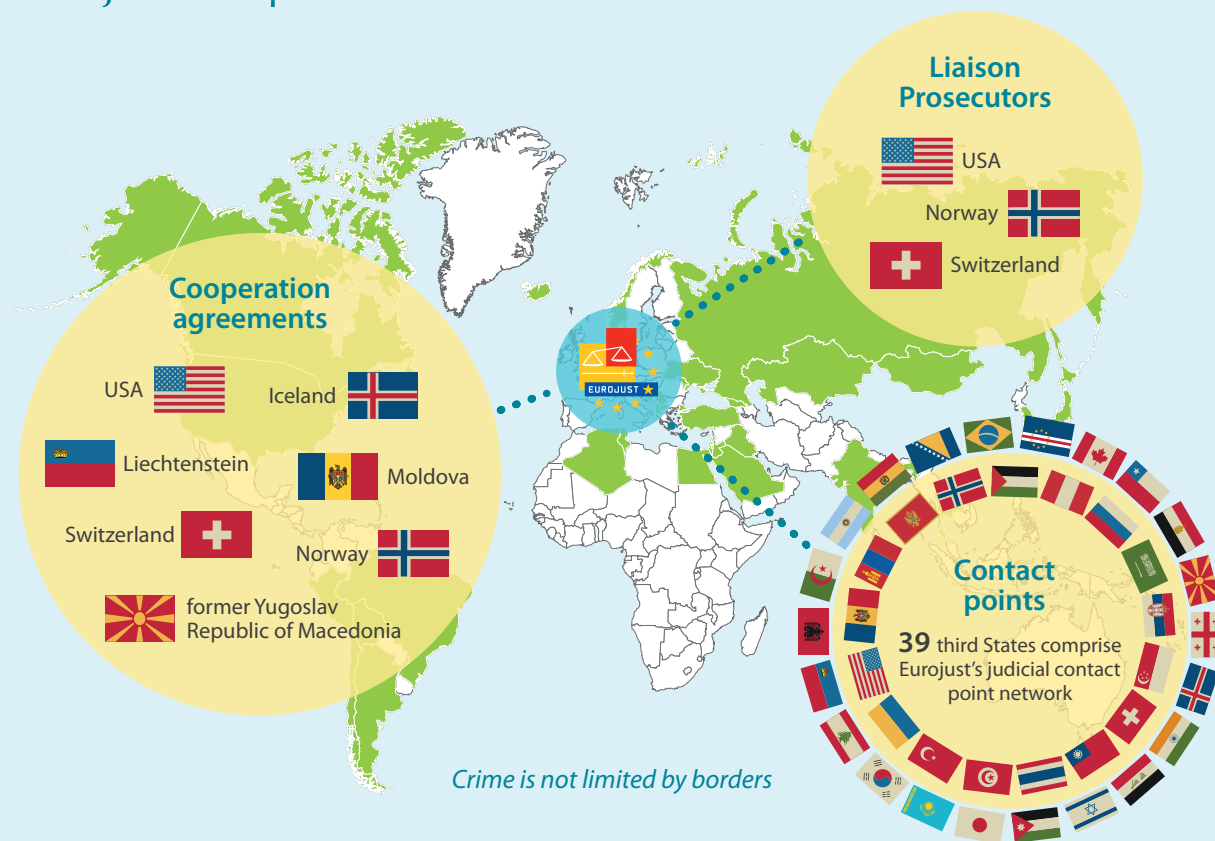 Cooperation
agreements
USA
Iceland
Liechtenstein
Moldova
Switzerland
Norway
former Yugoslav
Republic of Macedonia
EUROJUST
Liaison
Prosecutors
USA
Norway
Switzerland
Contact
points
39 third States comprise
Eurojust's judicial contact
point network
Crime is not limited by borders